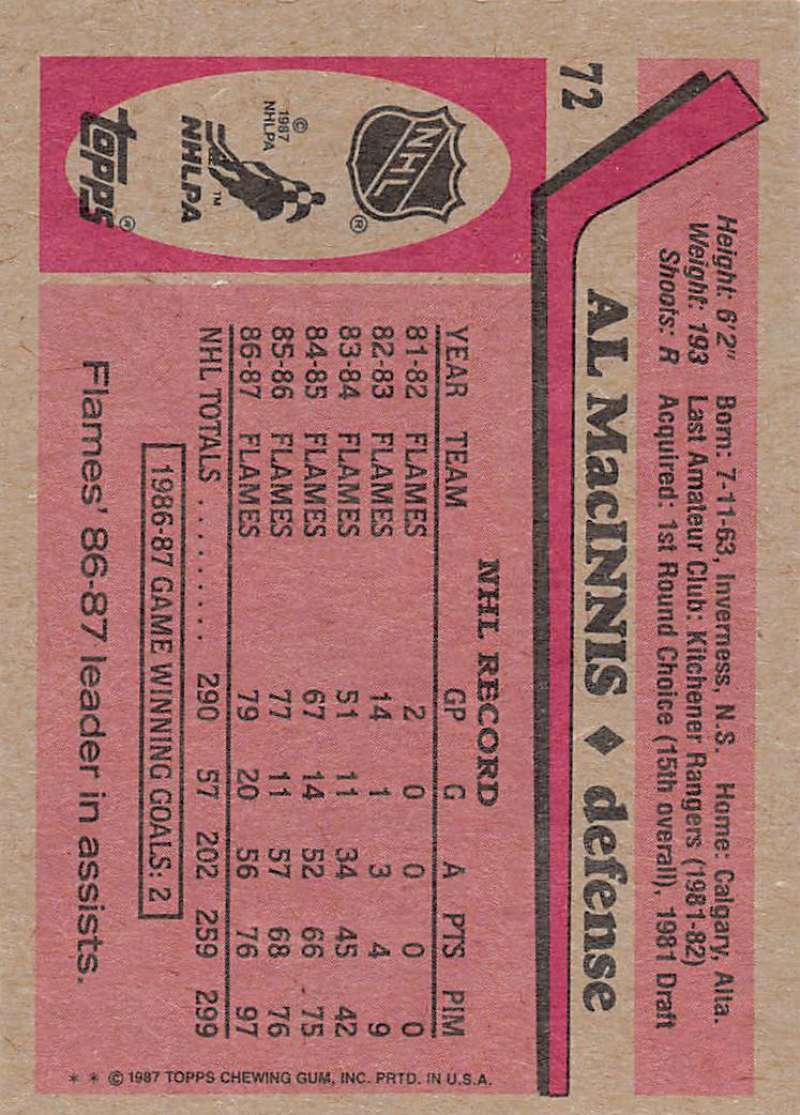 72
Height: 6'2" Born: 7-11-63, Inverness, N.S. Home: Calgary, Alta.
Weight: 193 Last Amateur Club: Kitchener Rangers (1981-82)
Shoots: R Acquired: 1st Round Choice (15th overall), 1981 Draft
AL MacINNIS ♦ defense
NHL
®
© 1987 NHLPA
™
NHLPA
TOPPS ®
NHL RECORD
YEAR TEAM GP G A PTS PIM
81-82 FLAMES 2 0 0 0 0
82-83 FLAMES 14 1 3 4 9
83-84 FLAMES 51 11 34 45 42
84-85 FLAMES 67 14 52 66 75
85-86 FLAMES 77 11 57 68 76
86-87 FLAMES 79 20 56 76 97
NHL TOTALS .......... 290 57 202 259 299
1986-87 GAME WINNING GOALS: 2
Flames' 86-87 leader in assists.
* * © 1987 TOPPS CHEWING GUM, INC. PRTD. IN U.S.A.